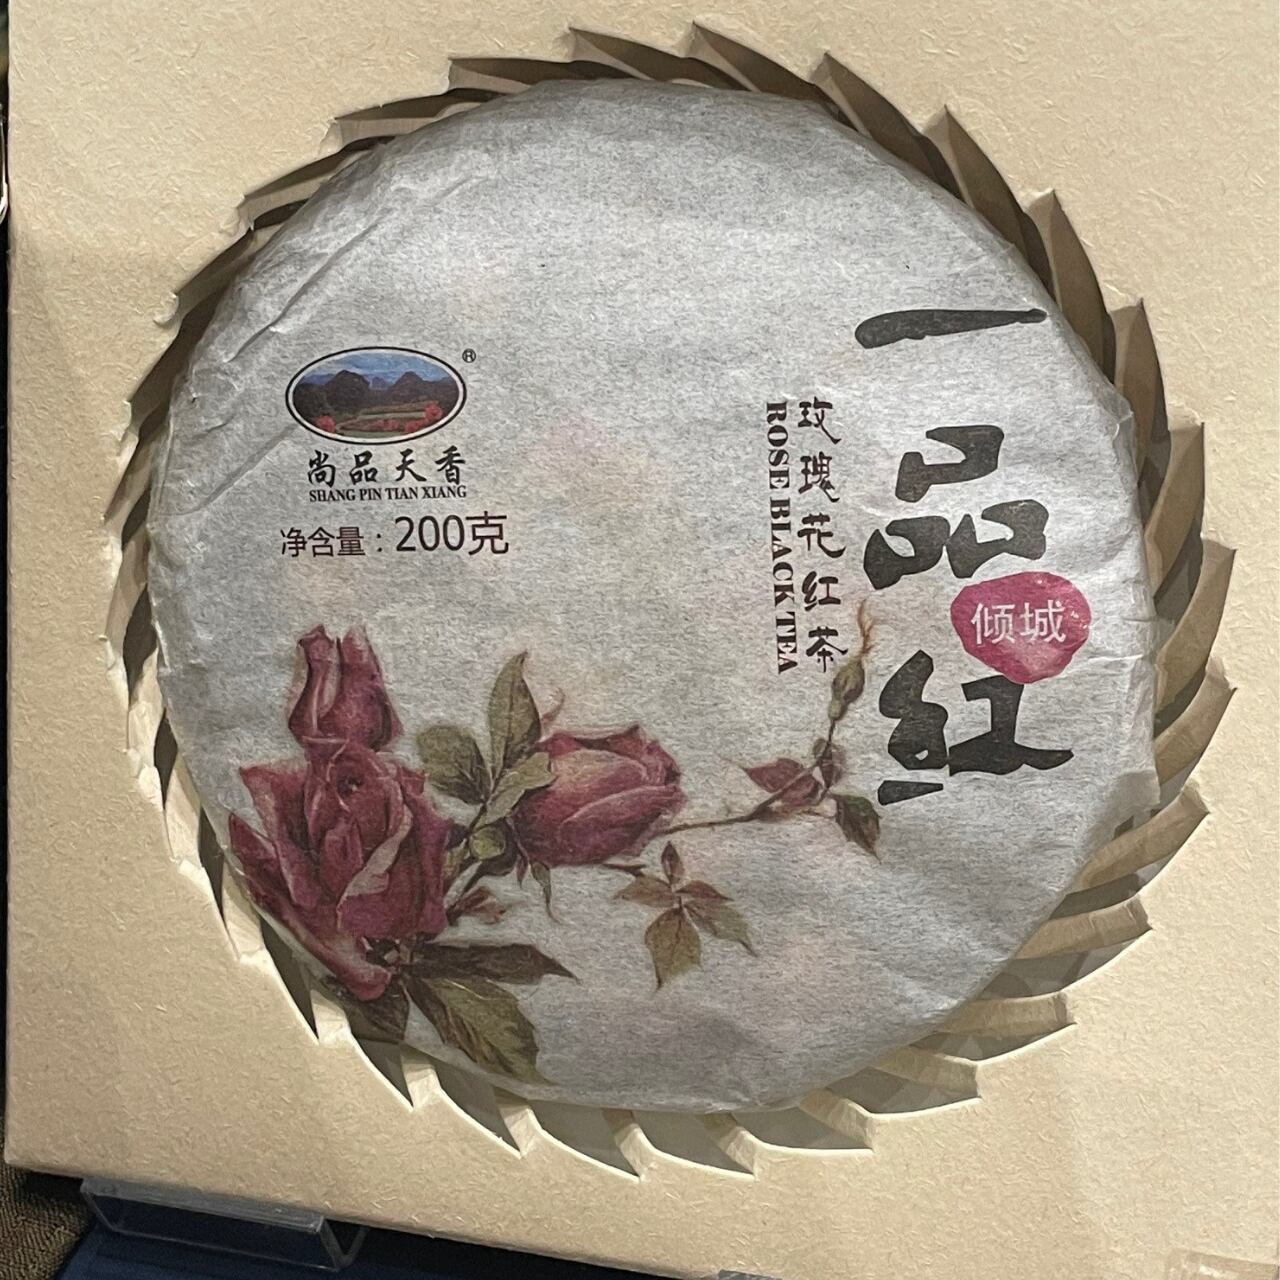 ®
尚品天香
SHANG PIN TIAN XIANG
净含量：200克
一品红
倾城
玫瑰花红茶
ROSE BLACK TEA